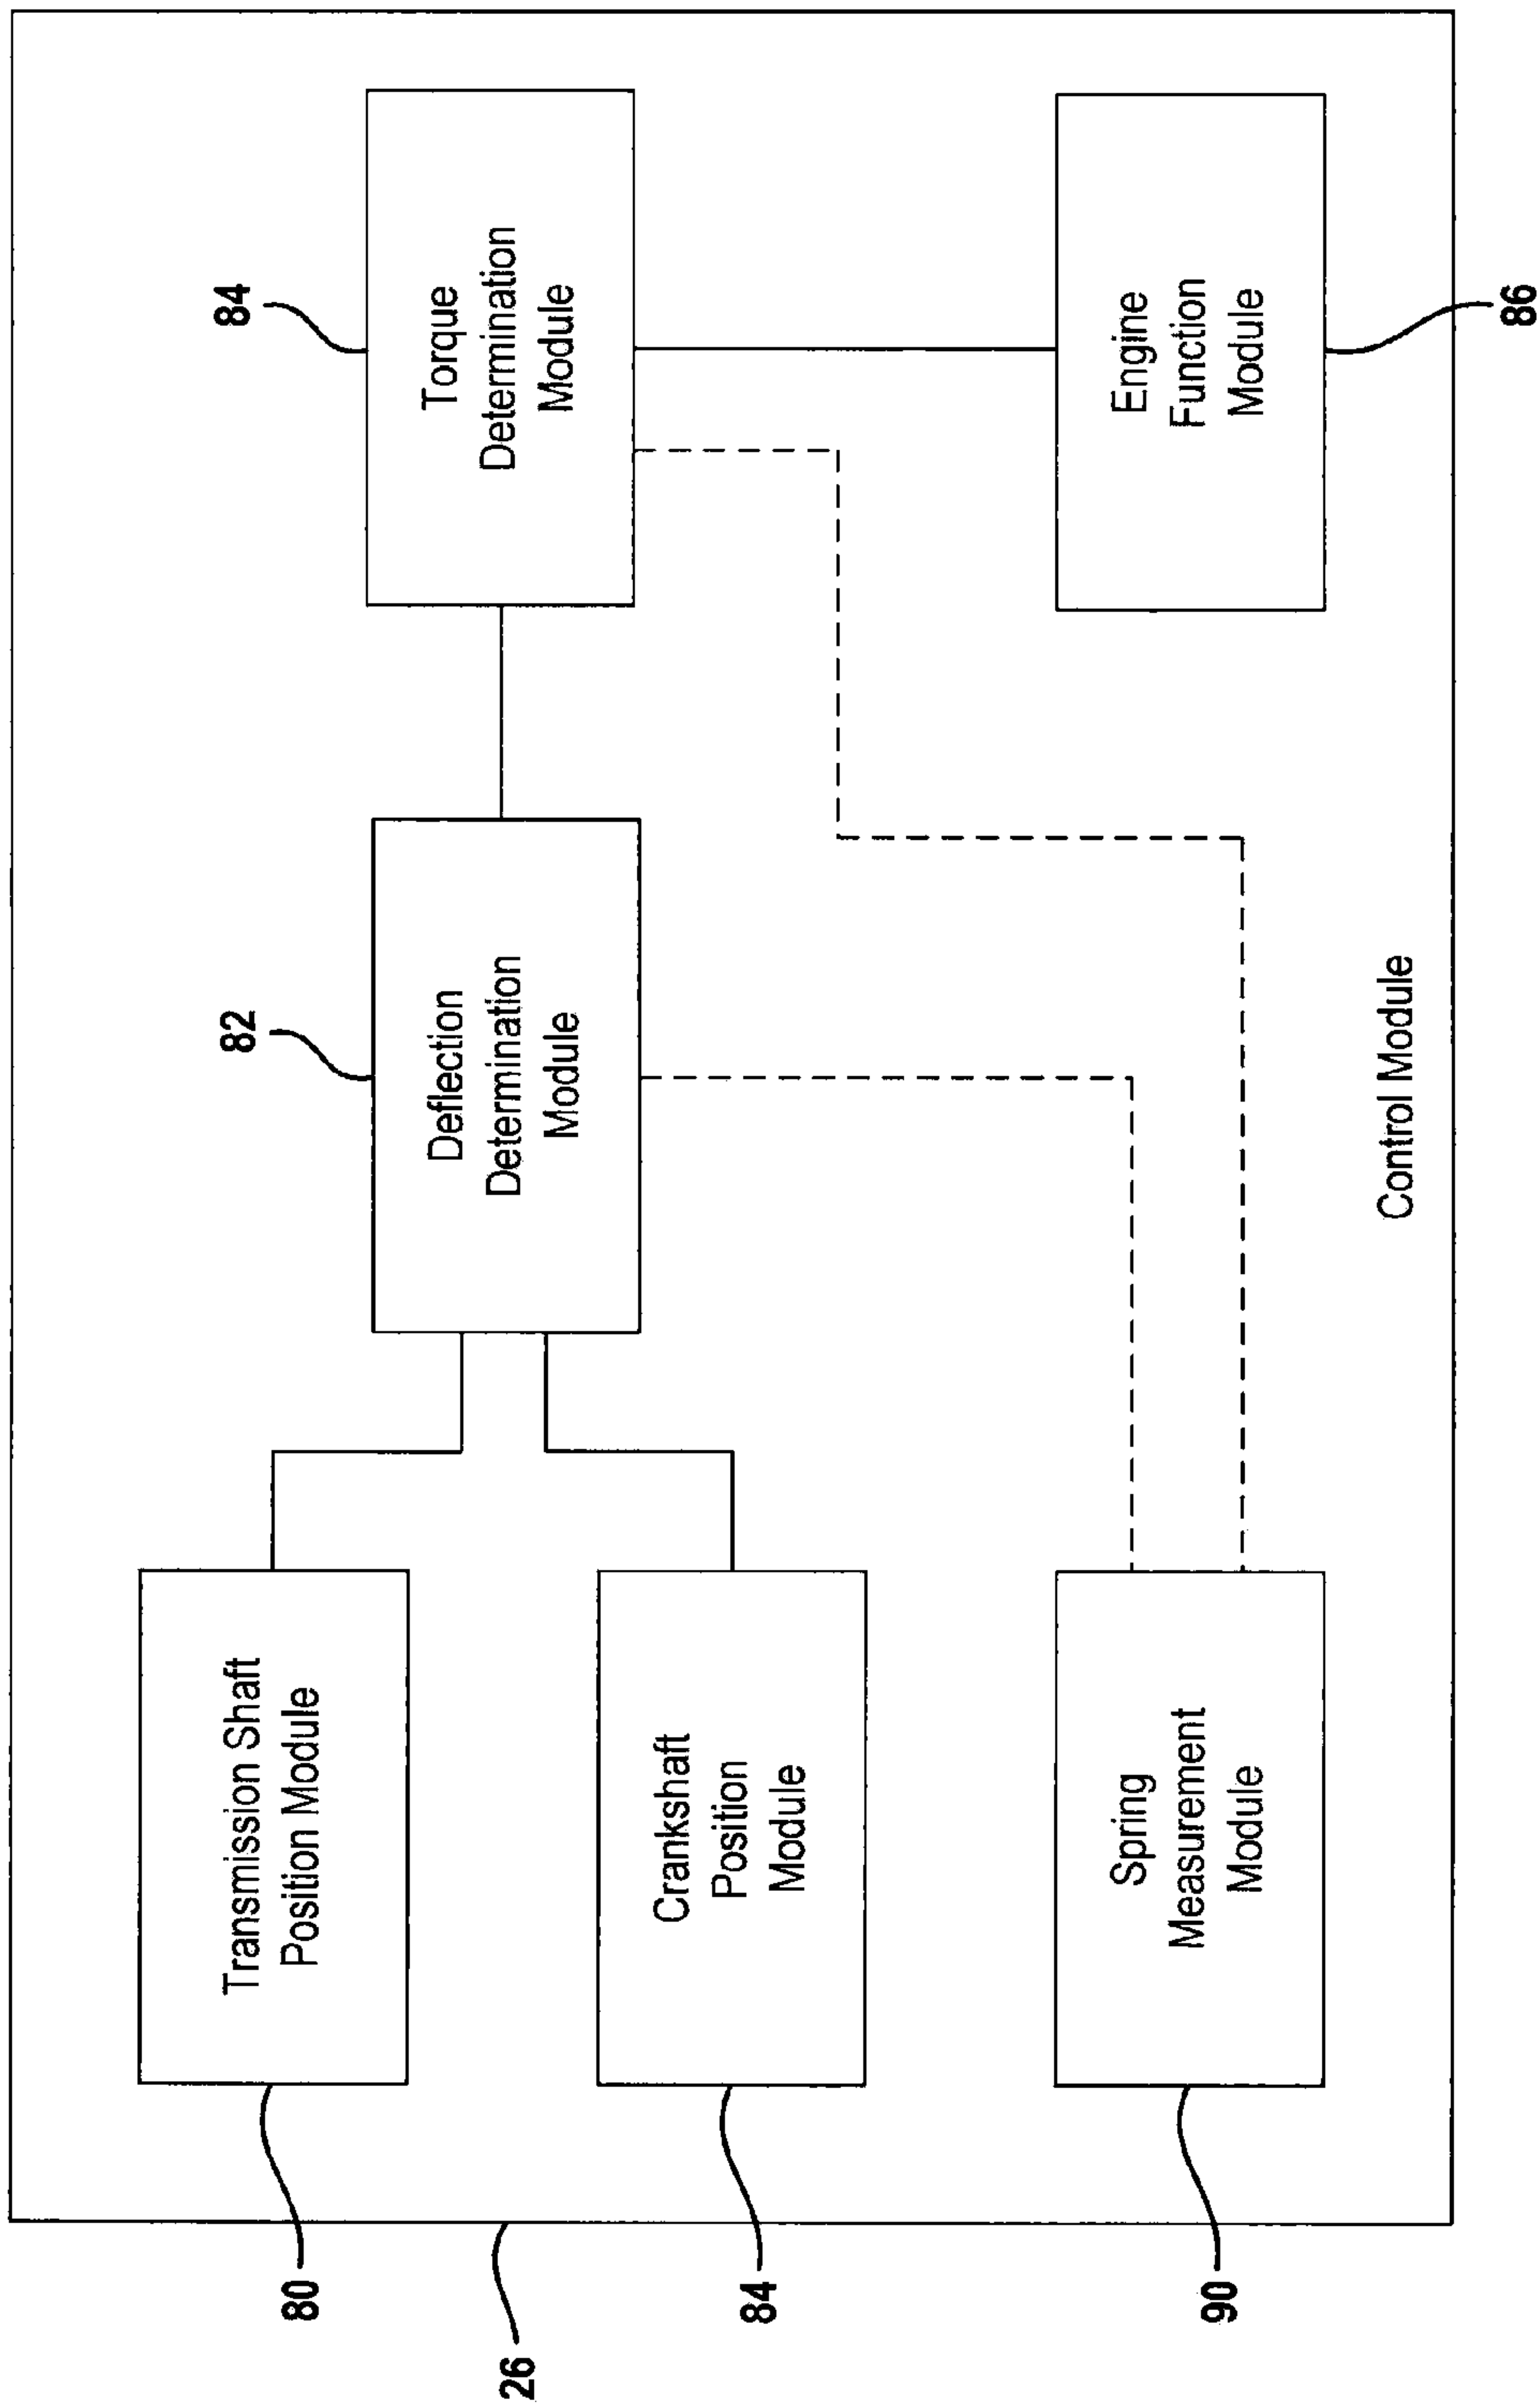 80
Transmission Shaft
Position Module
82
Deflection
Determination
Module
84
Torque
Determination
Module
26
84
Crankshaft
Position
Module
90
Spring
Measurement
Module
Engine
Function
Module
86
Control Module